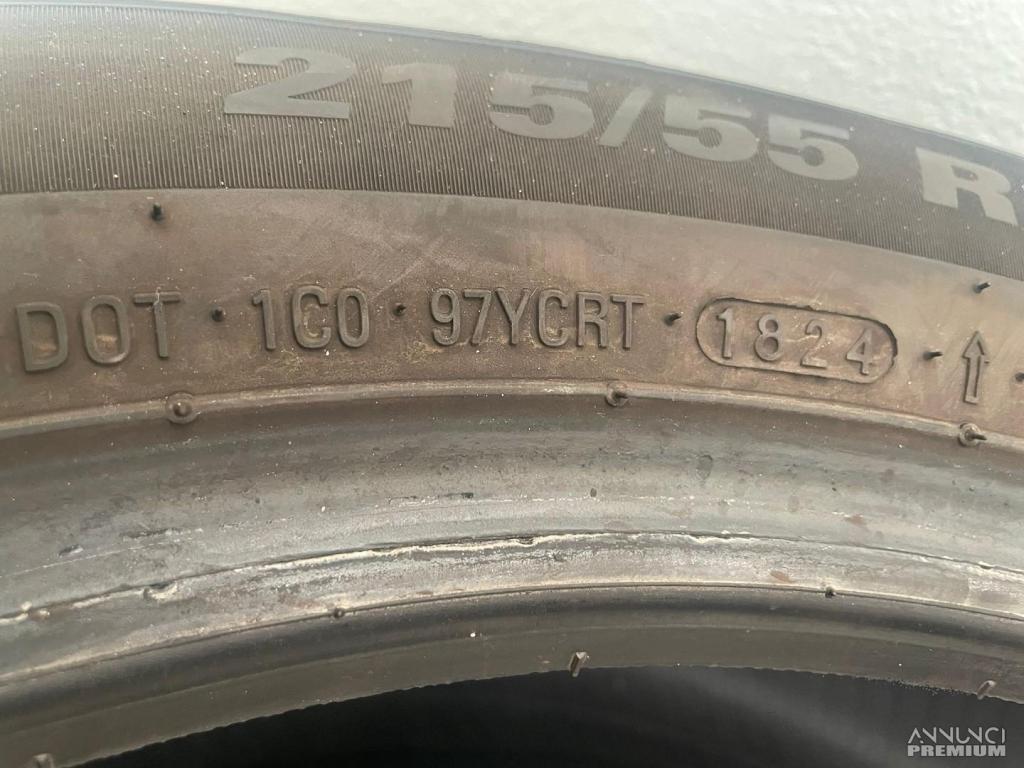 215/55 R
DOT · 1C0 · 97YCRT · 1824
ANNUNCI
PREMIUM